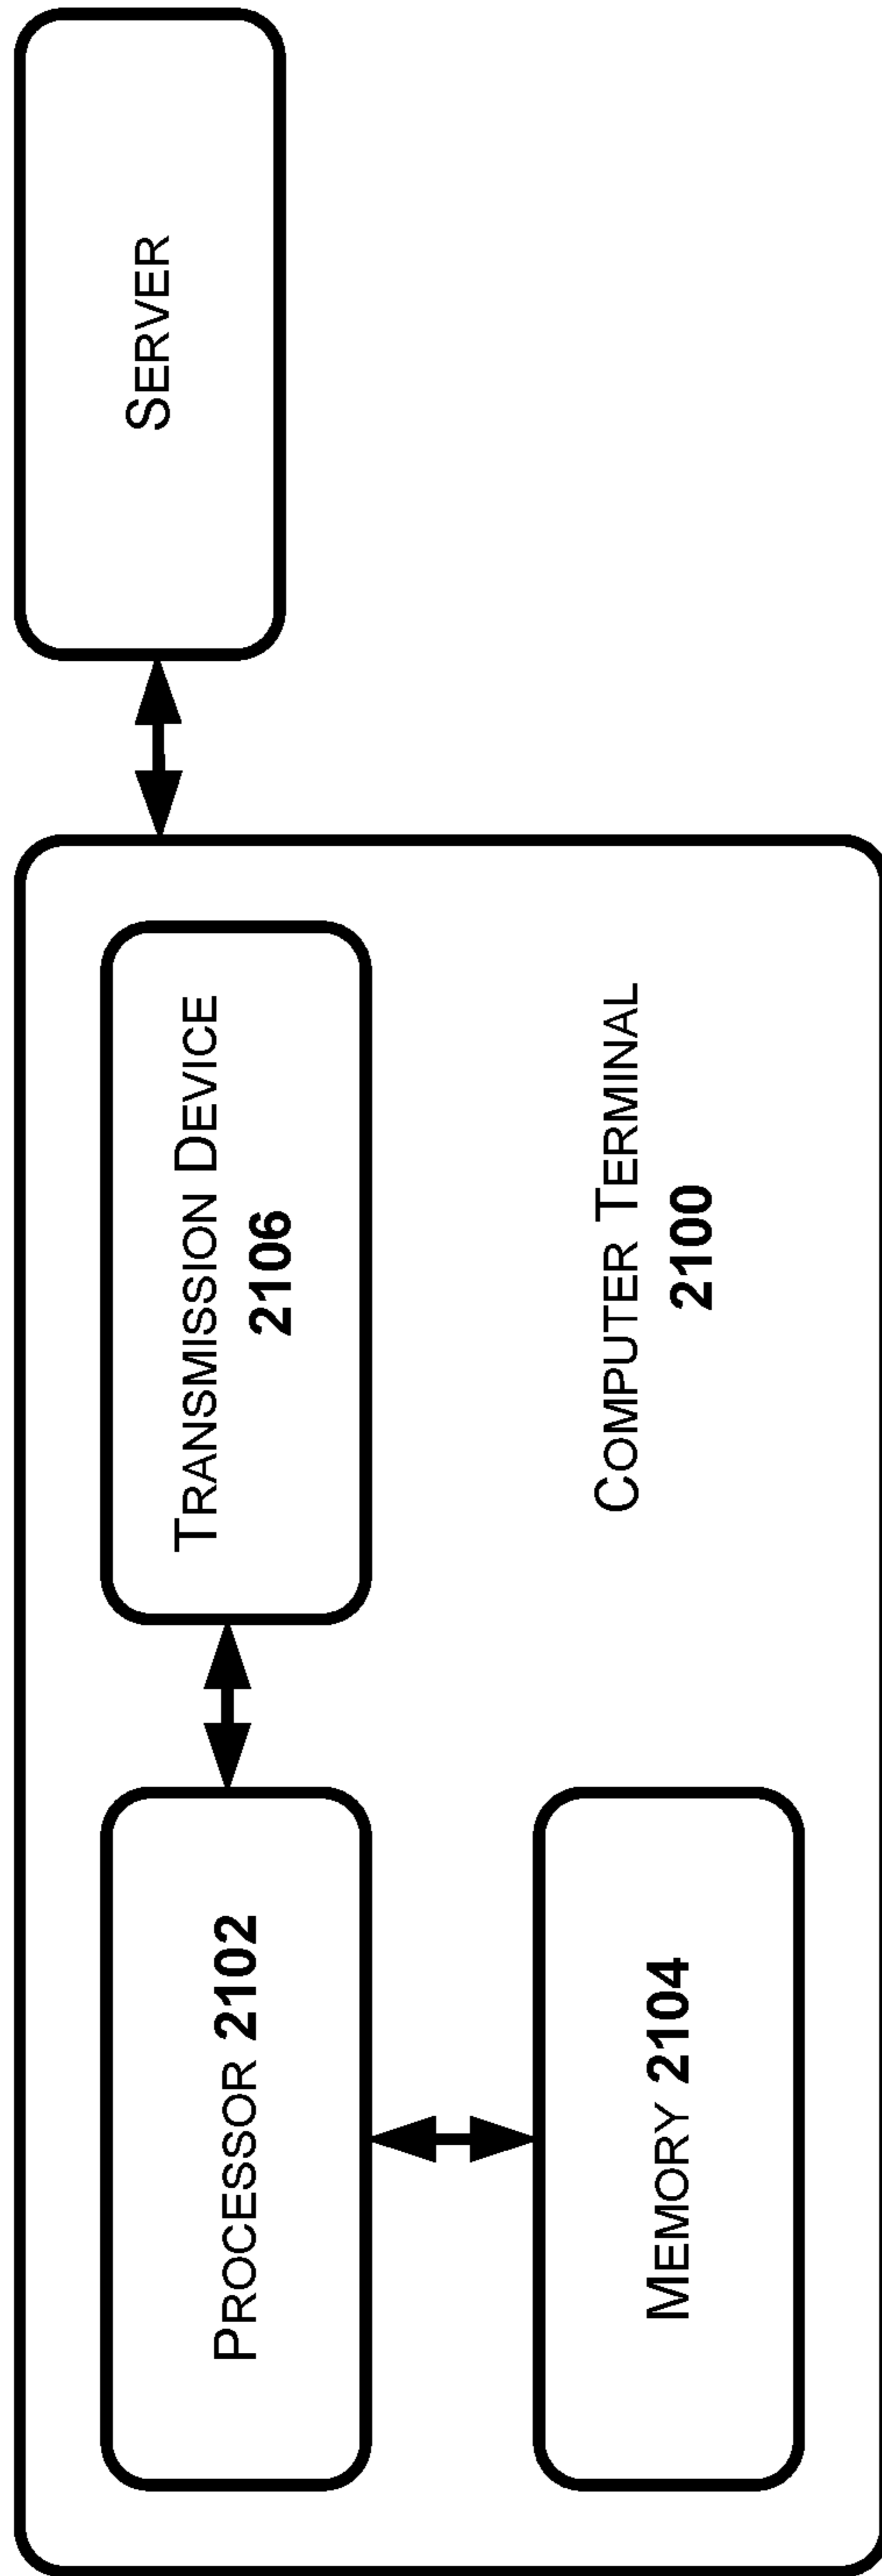 PROCESSOR 2102
TRANSMISSION DEVICE
2106
SERVER
MEMORY 2104
COMPUTER TERMINAL
2100